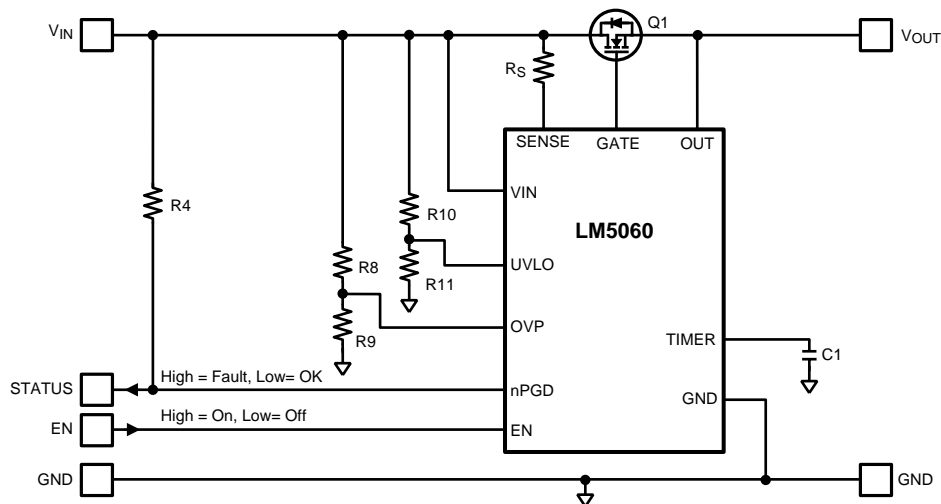 VIN
Q1
VOUT
RS
SENSE
GATE
OUT
VIN
R4
R10
LM5060
R8
UVLO
R11
OVP
R9
TIMER
C1
STATUS
High = Fault, Low= OK
nPGD
GND
EN
High = On, Low= Off
EN
GND
GND